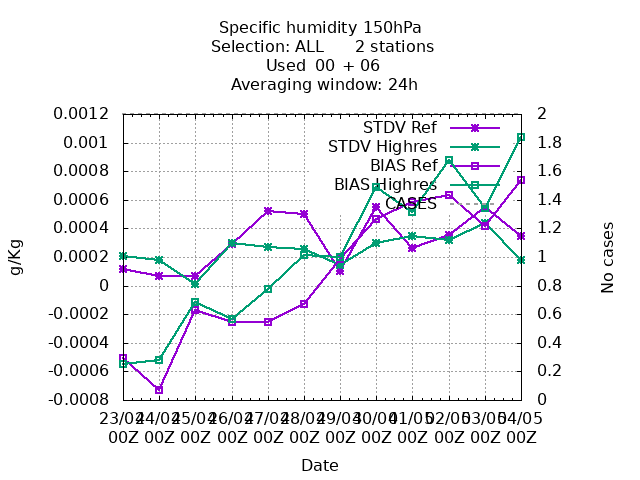 Specific humidity 150hPa
Selection: ALL 2 stations
Used 00 + 06
Averaging window: 24h
0.0012
0.001
0.0008
0.0006
0.0004
0.0002
0
-0.0002
-0.0004
-0.0006
-0.0008
g/Kg
STDV Ref
STDV Highres
BIAS Ref
BIAS Highres
CASES
2
1.8
1.6
1.4
1.2
1
0.8
0.6
0.4
0.2
0
No cases
23/04 24/04 25/04 26/04 27/04 28/04 29/04 30/04 01/05 02/05 03/05 04/05
00Z 00Z 00Z 00Z 00Z 00Z 00Z 00Z 00Z 00Z 00Z 00Z
Date